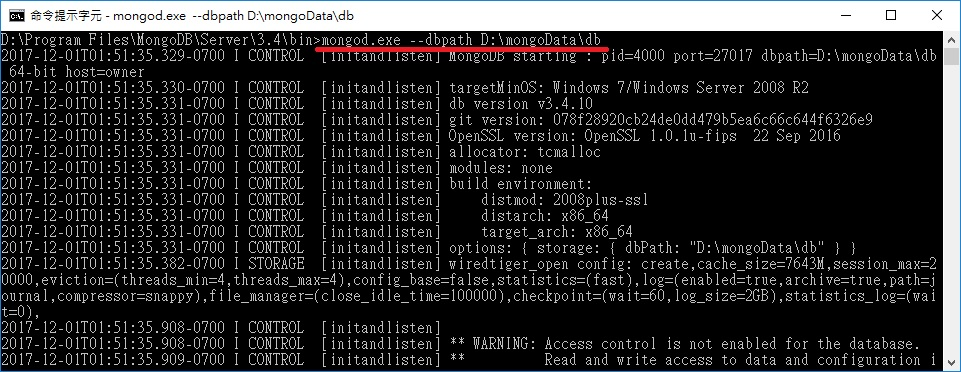 命令提示字元 - mongod.exe  --dbpath D:\mongoData\db
D:\Program Files\MongoDB\Server\3.4\bin>mongod.exe --dbpath D:\mongoData\db
2017-12-01T01:51:35.329-0700 I CONTROL  [initandlisten] MongoDB starting : pid=4000 port=27017 dbpath=D:\mongoData\db
 64-bit host=owner
2017-12-01T01:51:35.330-0700 I CONTROL  [initandlisten] targetMinOS: Windows 7/Windows Server 2008 R2
2017-12-01T01:51:35.330-0700 I CONTROL  [initandlisten] db version v3.4.10
2017-12-01T01:51:35.331-0700 I CONTROL  [initandlisten] git version: 078f28920cb24de0dd479b5ea6c66c644f6326e9
2017-12-01T01:51:35.331-0700 I CONTROL  [initandlisten] OpenSSL version: OpenSSL 1.0.1u-fips  22 Sep 2016
2017-12-01T01:51:35.331-0700 I CONTROL  [initandlisten] allocator: tcmalloc
2017-12-01T01:51:35.331-0700 I CONTROL  [initandlisten] modules: none
2017-12-01T01:51:35.331-0700 I CONTROL  [initandlisten] build environment:
2017-12-01T01:51:35.331-0700 I CONTROL  [initandlisten]     distmod: 2008plus-ssl
2017-12-01T01:51:35.331-0700 I CONTROL  [initandlisten]     distarch: x86_64
2017-12-01T01:51:35.331-0700 I CONTROL  [initandlisten]     target_arch: x86_64
2017-12-01T01:51:35.331-0700 I CONTROL  [initandlisten] options: { storage: { dbPath: "D:\mongoData\db" } }
2017-12-01T01:51:35.382-0700 I STORAGE  [initandlisten] wiredtiger_open config: create,cache_size=7643M,session_max=2
0000,eviction=(threads_min=4,threads_max=4),config_base=false,statistics=(fast),log=(enabled=true,archive=true,path=j
ournal,compressor=snappy),file_manager=(close_idle_time=100000),checkpoint=(wait=60,log_size=2GB),statistics_log=(wai
t=0),
2017-12-01T01:51:35.908-0700 I CONTROL  [initandlisten]
2017-12-01T01:51:35.908-0700 I CONTROL  [initandlisten] ** WARNING: Access control is not enabled for the database.
2017-12-01T01:51:35.909-0700 I CONTROL  [initandlisten] **          Read and write access to data and configuration i